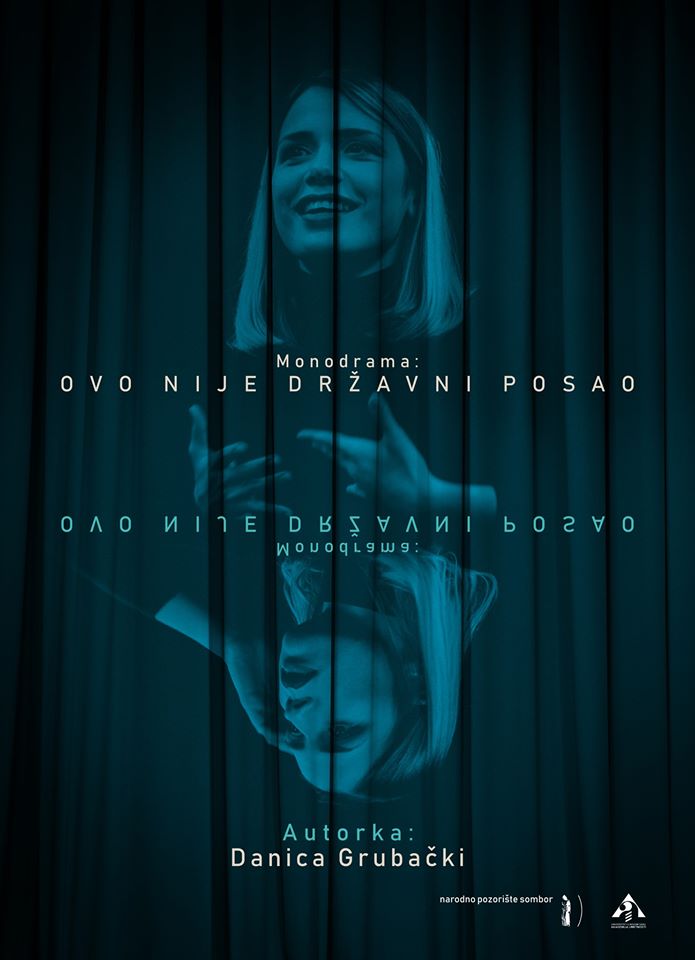 Monodrama:
OVO NIJE DRŽAVNI POSAO
OVO NIJE DRŽAVNI POSAO
Monodrama:
Autorka:
Danica Grubački
narodno pozorište sombor